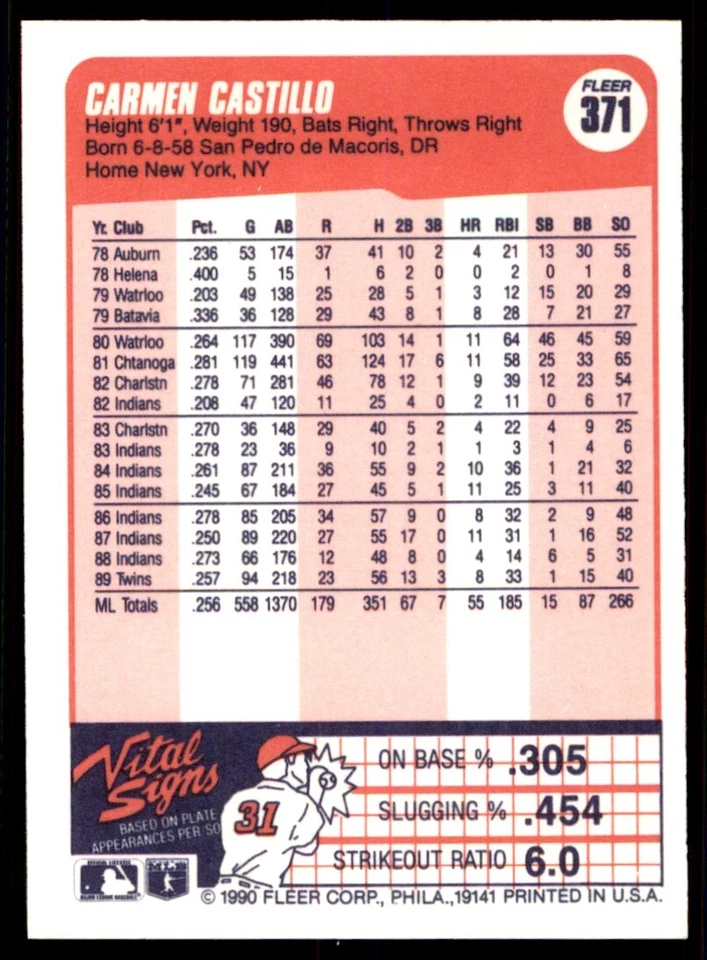 CARMEN CASTILLO
FLEER
371
Height 6'1", Weight 190, Bats Right, Throws Right
Born 6-8-58 San Pedro de Macoris, DR
Home New York, NY
Yr. Club Pct. G AB R H 2B 3B HR RBI SB BB SO
78 Auburn .236 53 174 37 41 10 2 4 21 13 30 55
78 Helena .400 5 15 1 6 2 0 0 2 0 1 8
79 Watrloo .203 49 138 25 28 5 1 3 12 15 20 29
79 Batavia .336 36 128 29 43 8 1 8 28 7 21 27
80 Watrloo .264 117 390 69 103 14 1 11 64 46 45 59
81 Chtanoga .281 119 441 63 124 17 6 11 58 25 33 65
82 Charlstn .278 71 281 46 78 12 1 9 39 12 23 54
82 Indians .208 47 120 11 25 4 0 2 11 0 6 17
83 Charlstn .270 36 148 29 40 5 2 4 22 4 9 25
83 Indians .278 23 36 9 10 2 1 1 3 1 4 6
84 Indians .261 87 211 36 55 9 2 10 36 1 21 32
85 Indians .245 67 184 27 45 5 1 11 25 3 11 40
86 Indians .278 85 205 34 57 9 0 8 32 2 9 48
87 Indians .250 89 220 27 55 17 0 11 31 1 16 52
88 Indians .273 66 176 12 48 8 0 4 14 6 5 31
89 Twins .257 94 218 23 56 13 3 8 33 1 15 40
ML Totals .256 558 1370 179 351 67 7 55 185 15 87 266
Vital Signs
BASED ON PLATE
APPEARANCES PER SO
31
ON BASE % .305
SLUGGING % .454
STRIKEOUT RATIO 6.0
© 1990 FLEER CORP., PHILA., 19141 PRINTED IN U.S.A.